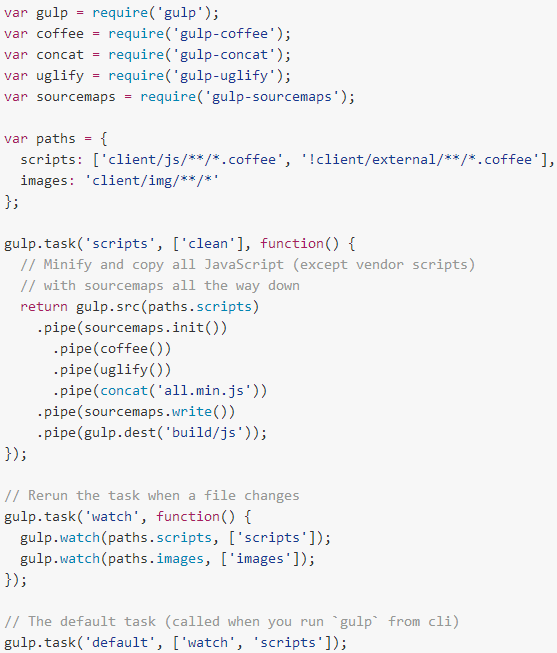 var gulp = require('gulp');
var coffee = require('gulp-coffee');
var concat = require('gulp-concat');
var uglify = require('gulp-uglify');
var sourcemaps = require('gulp-sourcemaps');

var paths = {
  scripts: ['client/js/**/*.coffee', '!client/external/**/*.coffee'],
  images: 'client/img/**/*'
};

gulp.task('scripts', ['clean'], function() {
  // Minify and copy all JavaScript (except vendor scripts)
  // with sourcemaps all the way down
  return gulp.src(paths.scripts)
    .pipe(sourcemaps.init())
      .pipe(coffee())
      .pipe(uglify())
      .pipe(concat('all.min.js'))
    .pipe(sourcemaps.write())
    .pipe(gulp.dest('build/js'));
});

// Rerun the task when a file changes
gulp.task('watch', function() {
  gulp.watch(paths.scripts, ['scripts']);
  gulp.watch(paths.images, ['images']);
});

// The default task (called when you run `gulp` from cli)
gulp.task('default', ['watch', 'scripts']);